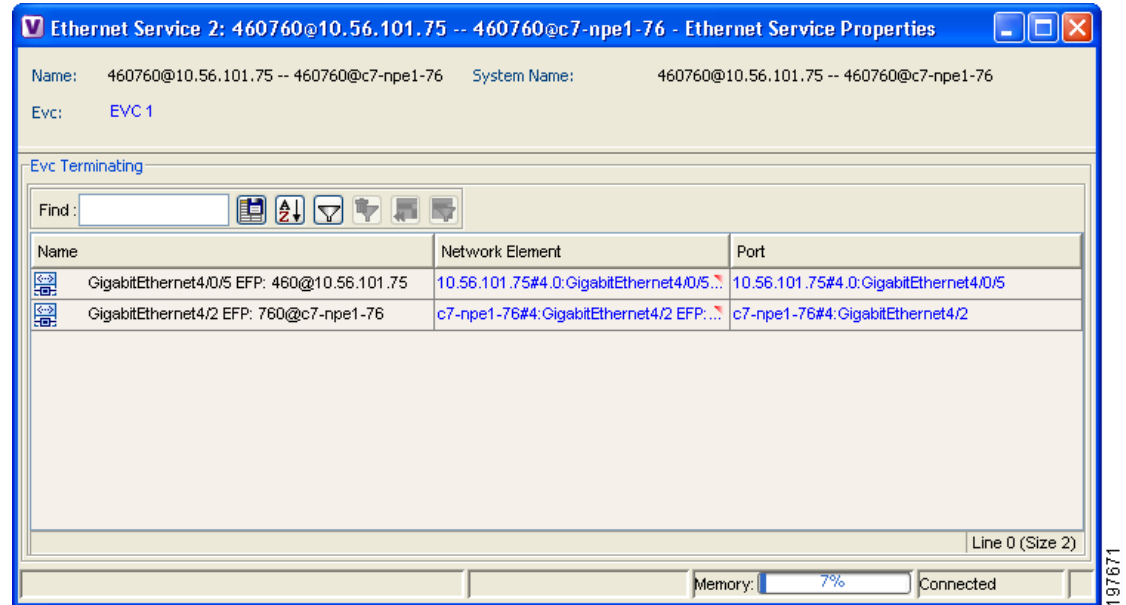 Ethernet Service 2: 460760@10.56.101.75 -- 460760@c7-npe1-76 - Ethernet Service Properties
Name: 460760@10.56.101.75 -- 460760@c7-npe1-76 System Name: 460760@10.56.101.75 -- 460760@c7-npe1-76
Evc: EVC 1
Evc Terminating
Find :
Name Network Element Port
GigabitEthernet4/0/5 EFP: 460@10.56.101.75 10.56.101.75#4.0:GigabitEthernet4/0/5... 10.56.101.75#4.0:GigabitEthernet4/0/5
GigabitEthernet4/2 EFP: 760@c7-npe1-76 c7-npe1-76#4:GigabitEthernet4/2 EFP:... c7-npe1-76#4:GigabitEthernet4/2
Line 0 (Size 2)
Memory: 7% Connected
197671